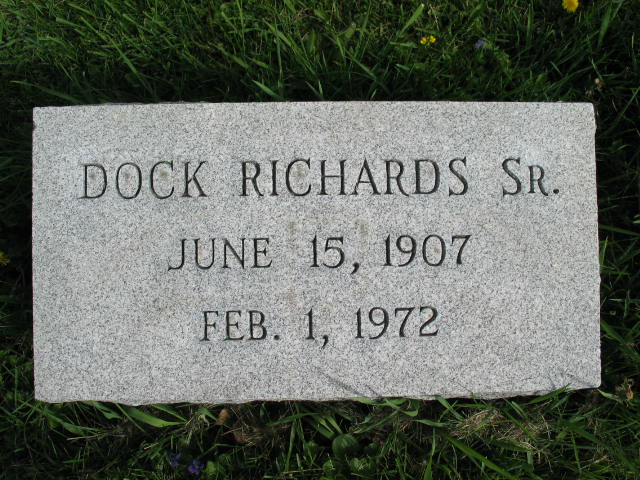 DOCK RICHARDS SR.
JUNE 15, 1907
FEB. 1, 1972